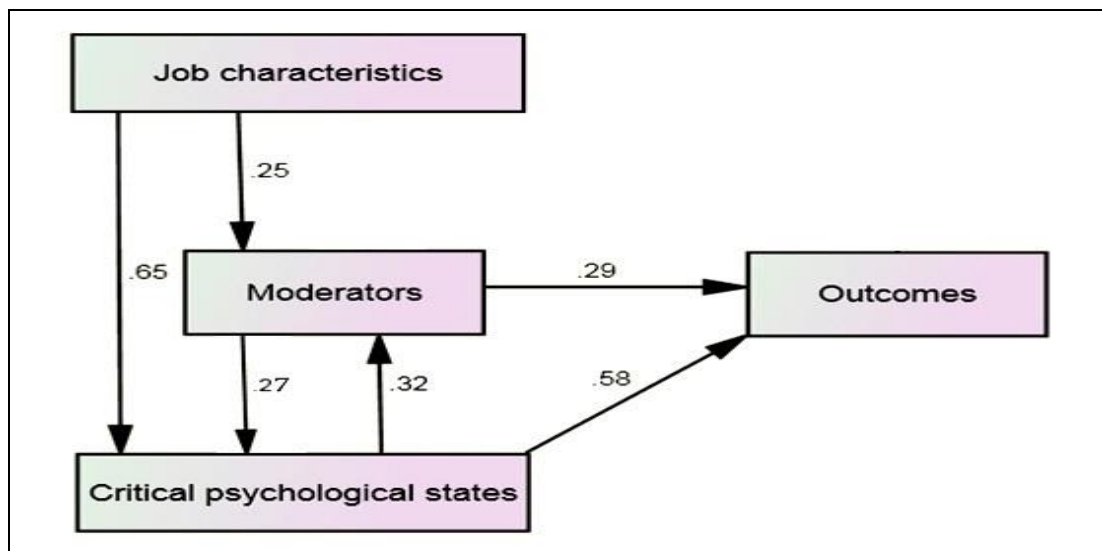 Job characteristics
.25
.65
Moderators
.29
Outcomes
.27
.32
.58
Critical psychological states